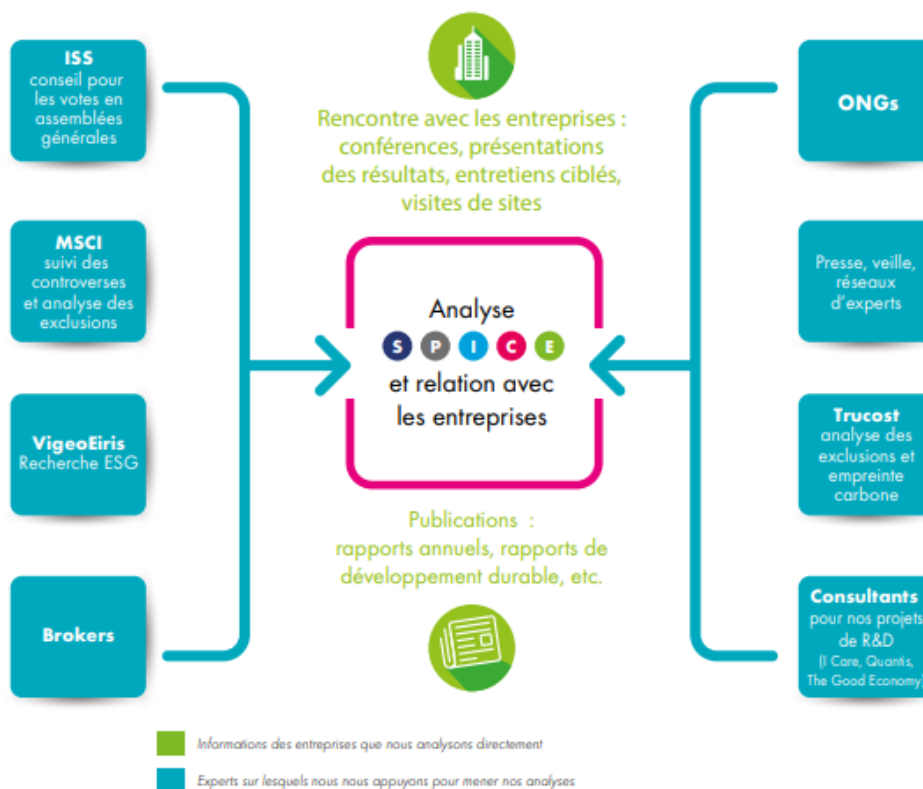 ISS
conseil pour
les votes en
assemblées
générales
MSCI
suivi des
controverses
et analyse des
exclusions
VigeoEiris
Recherche ESG
Brokers
Rencontre avec les entreprises :
conférences, présentations
des résultats, entretiens ciblés,
visites de sites
Analyse
S P I C E
et relation avec
les entreprises
Publications :
rapports annuels, rapports de
développement durable, etc.
ONGs
Presse, veille,
réseaux
d'experts
Trucost
analyse des
exclusions et
empreinte
carbone
Consultants
pour nos projets
de R&D
(I Care, Quantis,
The Good Economy)
Informations des entreprises que nous analysons directement
Experts sur lesquels nous nous appuyons pour mener nos analyses